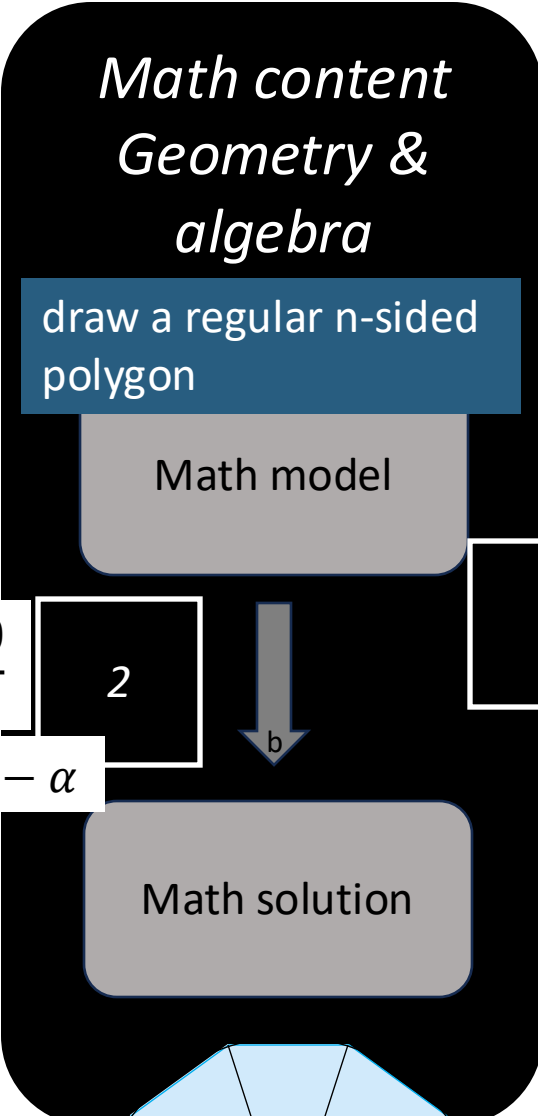 Math content
Geometry &
algebra
draw a regular n-sided
polygon
Math model
2
b
− α
Math solution